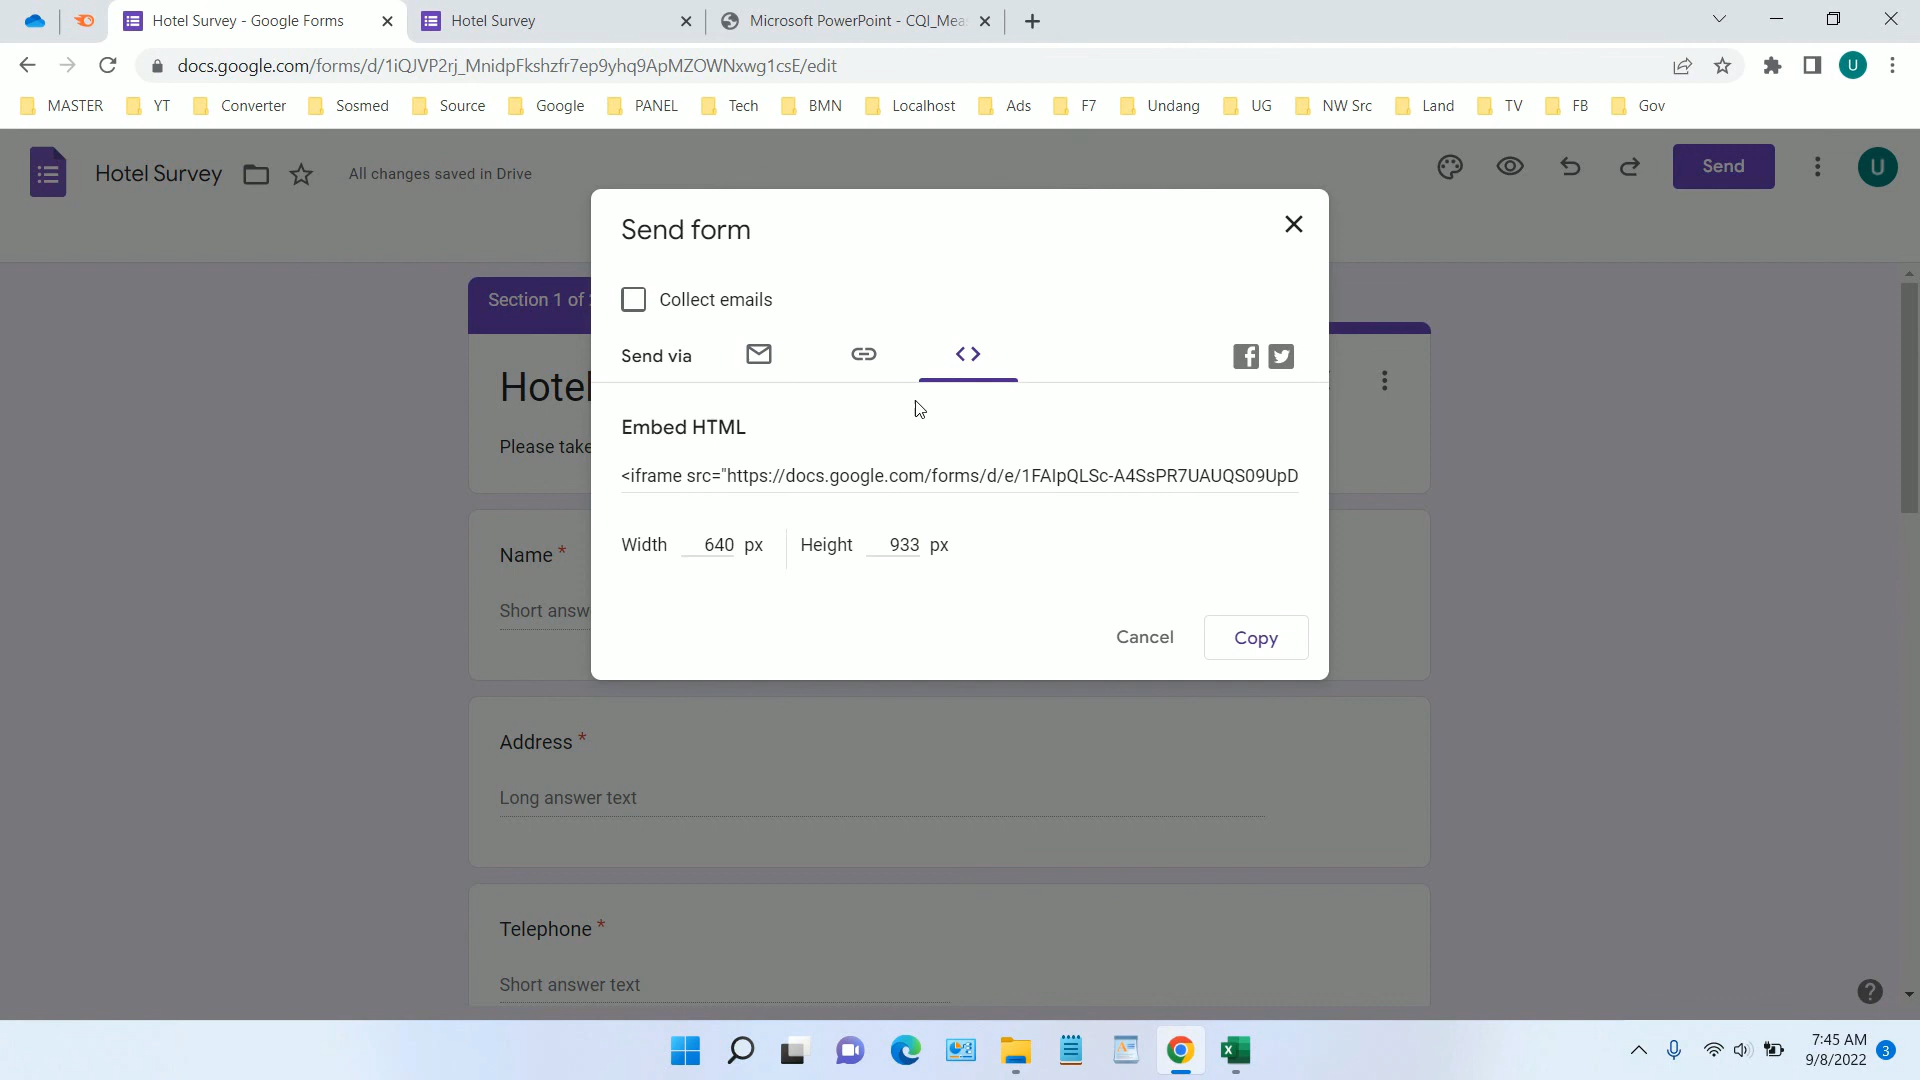 Hotel Survey - Google Forms
Hotel Survey
Microsoft PowerPoint - CQI_Mea
docs.google.com/forms/d/1iQJVP2rj_MnidpFkshzfr7ep9yhq9ApMZOWNxwg1csE/edit
U
MASTER YT Converter Sosmed Source Google PANEL Tech BMN Localhost Ads F7 Undang UG NW Src Land TV FB Gov
Hotel Survey
All changes saved in Drive
Send
U
Send form
Section 1 of
Collect emails
Send via
Hotel
Please take
Embed HTML
<iframe src="https://docs.google.com/forms/d/e/1FAIpQLSc-A4SsPR7UAUQS09UpD
Width 640 px Height 933 px
Name *
Short answ
Cancel Copy
Address *
Long answer text
Telephone *
Short answer text
7:45 AM
9/8/2022
3